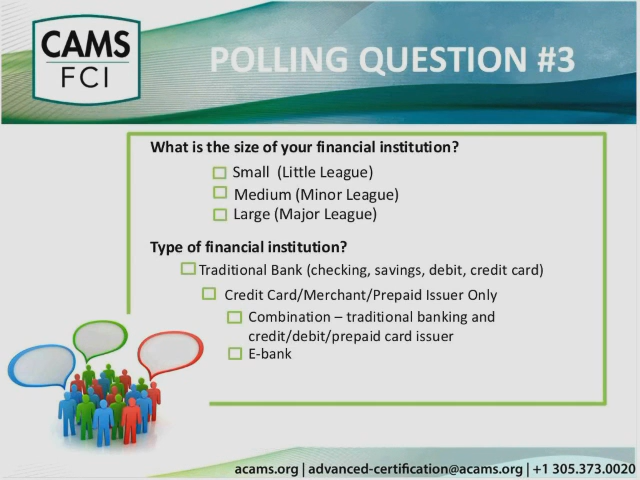 CAMS
FCI
POLLING QUESTION #3
What is the size of your financial institution?
Small (Little League)
Medium (Minor League)
Large (Major League)
Type of financial institution?
Traditional Bank (checking, savings, debit, credit card)
Credit Card/Merchant/Prepaid Issuer Only
Combination – traditional banking and
credit/debit/prepaid card issuer
E-bank
acams.org | advanced-certification@acams.org | +1 305.373.0020